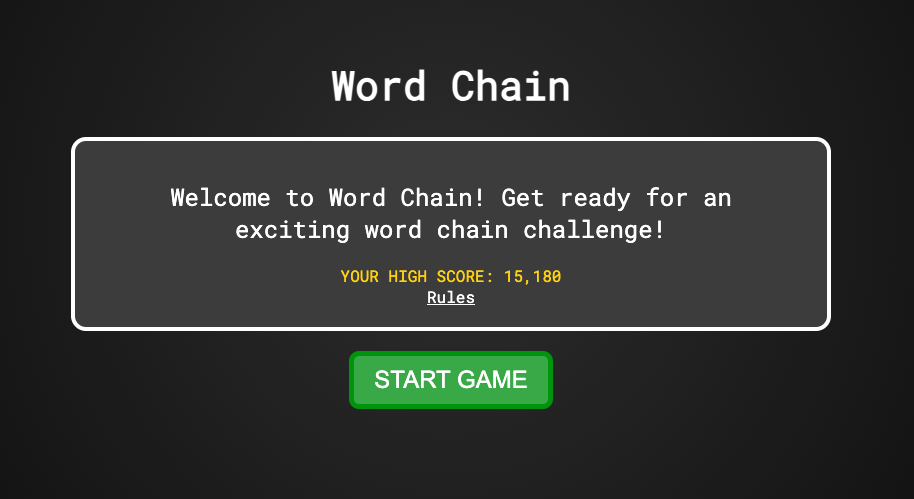 Word Chain
Welcome to Word Chain! Get ready for an
exciting word chain challenge!
YOUR HIGH SCORE: 15,180
Rules
START GAME